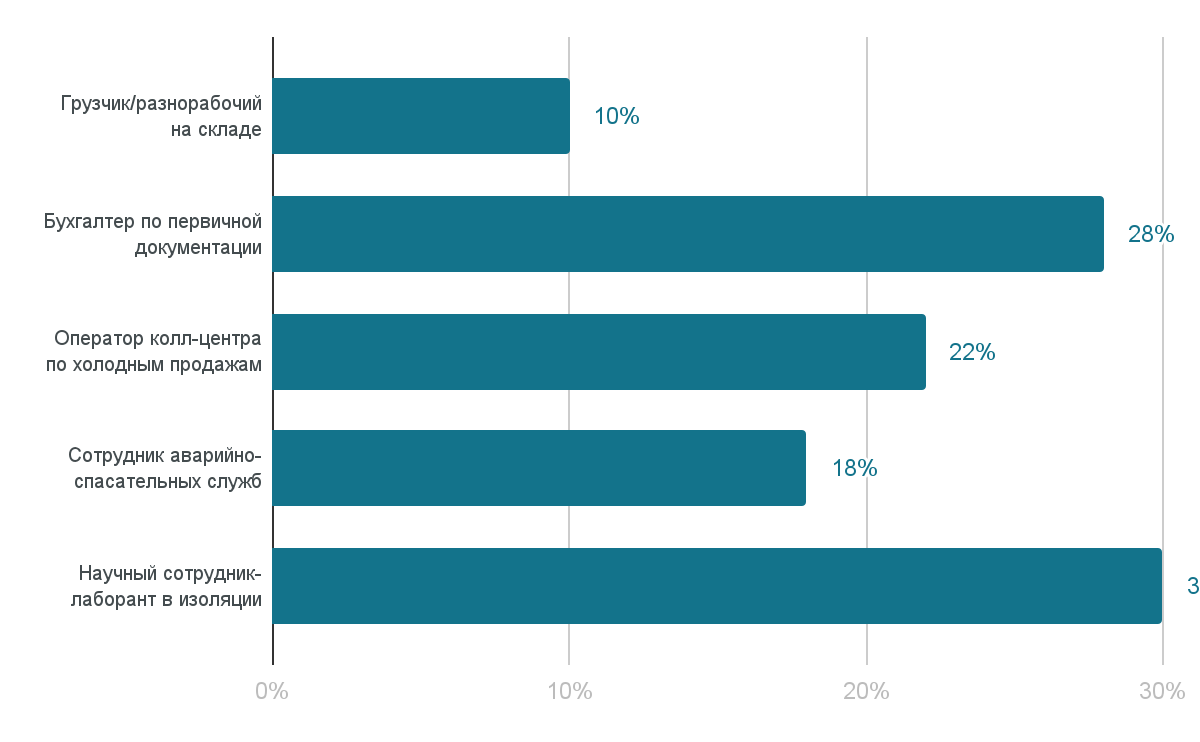 Грузчик/разнорабочий
на складе
10%
Бухгалтер по первичной
документации
28%
Оператор колл-центра
по холодным продажам
22%
Сотрудник аварийно-
спасательных служб
18%
Научный сотрудник-
лаборант в изоляции
3
0%
10%
20%
30%